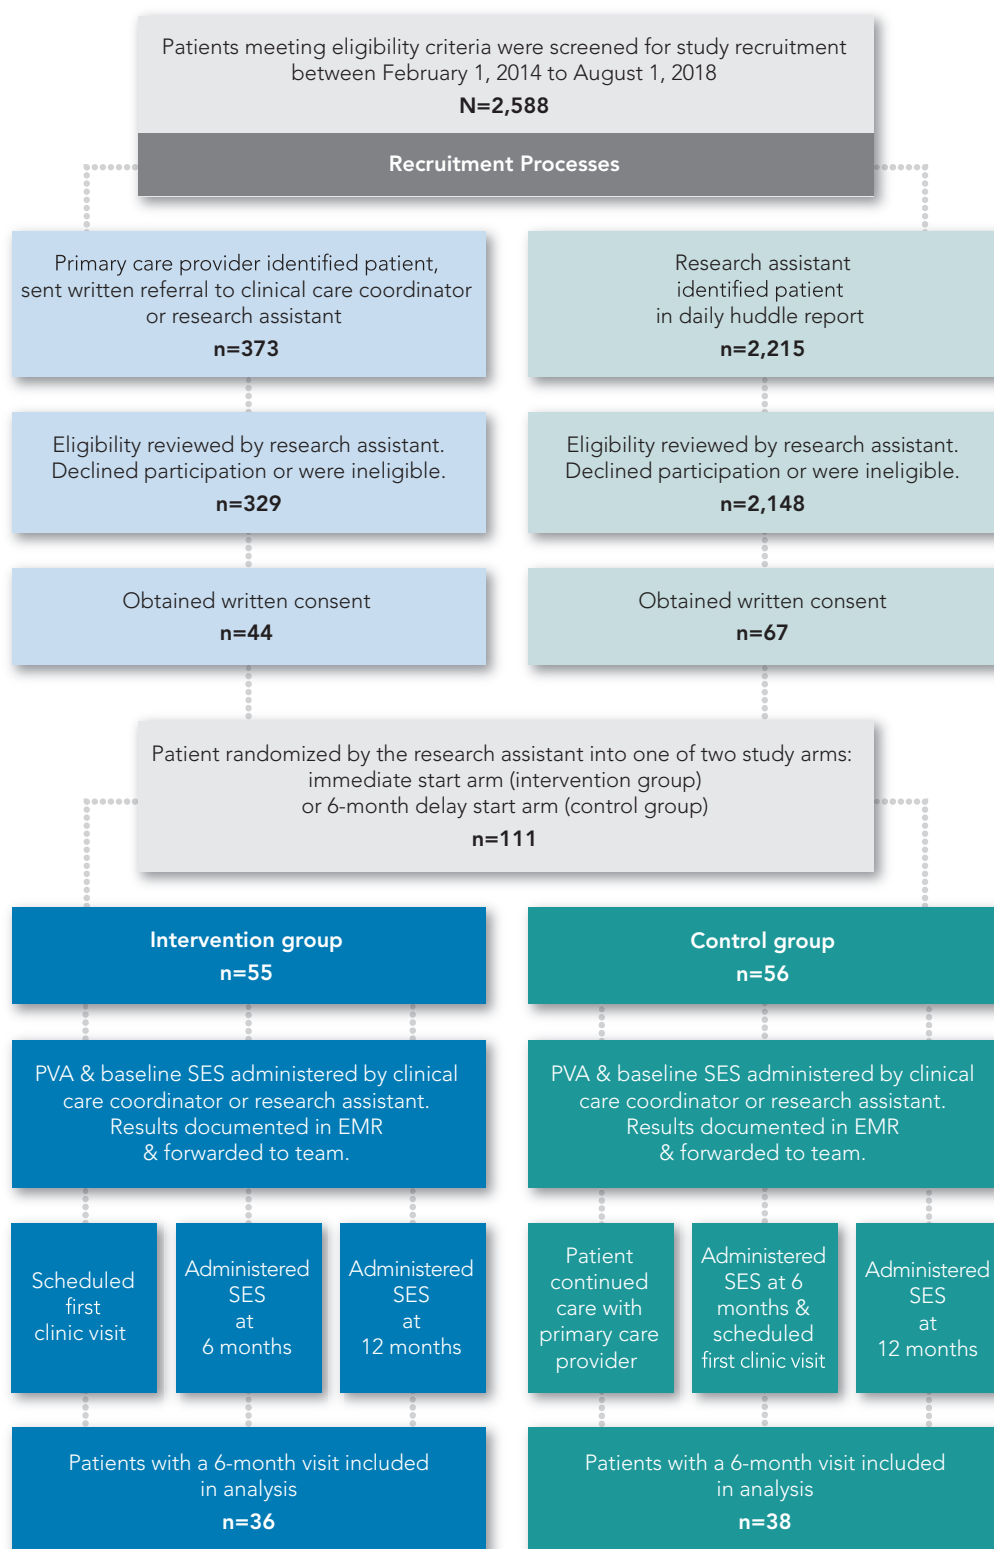 Patients meeting eligibility criteria were screened for study recruitment
between February 1, 2014 to August 1, 2018
N=2,588
Recruitment Processes
Primary care provider identified patient,
sent written referral to clinical care coordinator
or research assistant
n=373
Research assistant
identified patient
in daily huddle report
n=2,215
Eligibility reviewed by research assistant.
Declined participation or were ineligible.
n=329
Eligibility reviewed by research assistant.
Declined participation or were ineligible.
n=2,148
Obtained written consent
n=44
Obtained written consent
n=67
Patient randomized by the research assistant into one of two study arms:
immediate start arm (intervention group)
or 6-month delay start arm (control group)
n=111
Intervention group
n=55
Control group
n=56
PVA & baseline SES administered by clinical
care coordinator or research assistant.
Results documented in EMR
& forwarded to team.
PVA & baseline SES administered by clinical
care coordinator or research assistant.
Results documented in EMR
& forwarded to team.
Scheduled
first
clinic visit
Administered
SES
at
6 months
Administered
SES
at
12 months
Patient
continued
care with
primary care
provider
Administered
SES at 6
months &
scheduled
first clinic visit
Administered
SES
at
12 months
Patients with a 6-month visit included
in analysis
n=36
Patients with a 6-month visit included
in analysis
n=38